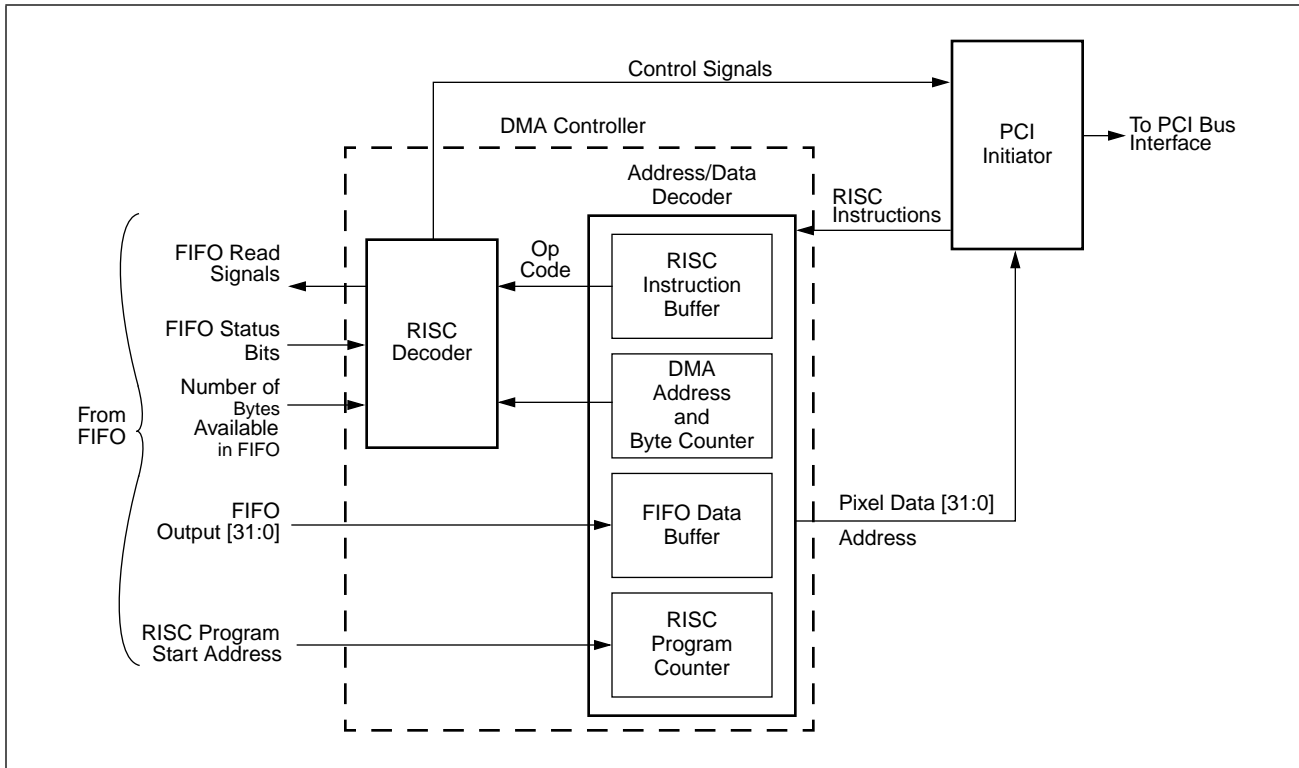 Control Signals
DMA Controller
PCI
Initiator
To PCI Bus
Interface
Address/Data
Decoder
RISC
Instructions
FIFO Read
Signals
Op
Code
RISC
Instruction
Buffer
FIFO Status
Bits
RISC
Decoder
Number of
Bytes
Available
in FIFO
DMA
Address
and
Byte Counter
From
FIFO
FIFO
Output [31:0]
FIFO Data
Buffer
Pixel Data [31:0]
Address
RISC Program
Start Address
RISC
Program
Counter